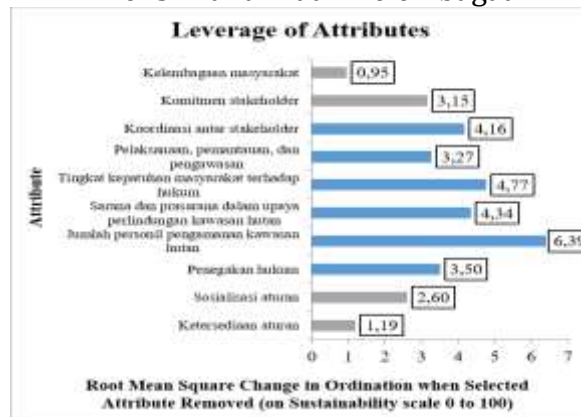 Leverage of Attributes
Kelembagaan masyarakat
0,95
Komitmen stakeholder
3,15
Koordinasi antar stakeholder
4,16
Pelaksanaan, pemantauan, dan
pengawasan
3,27
Tingkat kepatuhan masyarakat terhadap
hukum
4,77
Sarana dan prasarana dalam upaya
perlindungan kawasan hutan
4,34
Jumlah personil pengamanan kawasan
hutan
6,39
Penegakan hukum
3,50
Sosialisasi aturan
2,60
Ketersediaan aturan
1,19
Attribute
0 1 2 3 4 5 6 7
Root Mean Square Change in Ordination when Selected
Attribute Removed (on Sustainability scale 0 to 100)